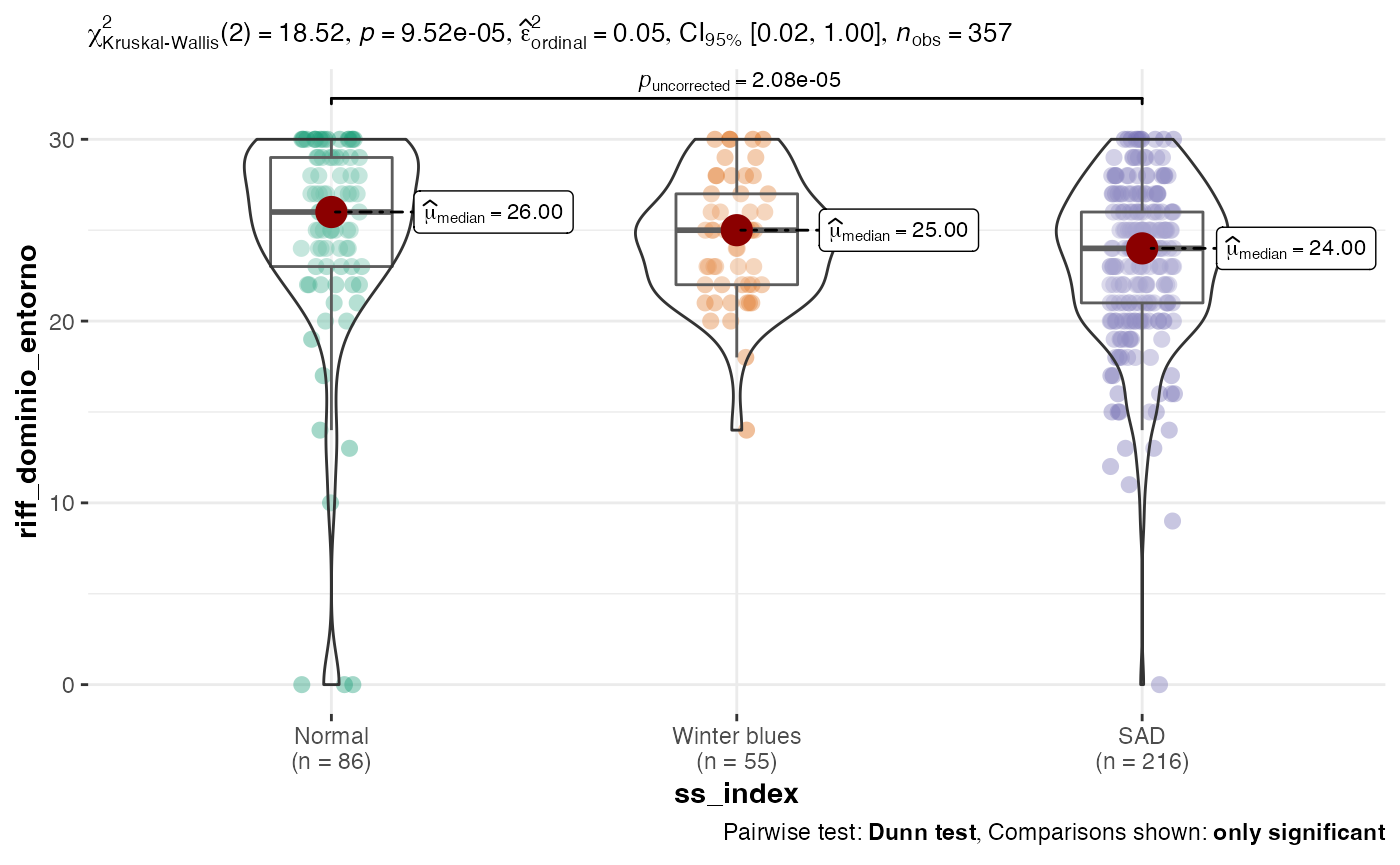 χ²Kruskal-Wallis(2) = 18.52, p = 9.52e-05, ε̂²ordinal = 0.05, CI95% [0.02, 1.00], nobs = 357
puncorrected = 2.08e-05
30
20
10
0
riff_dominio_entorno
μ̂median = 26.00
μ̂median = 25.00
μ̂median = 24.00
Normal
(n = 86)
Winter blues
(n = 55)
SAD
(n = 216)
ss_index
Pairwise test: Dunn test, Comparisons shown: only significant